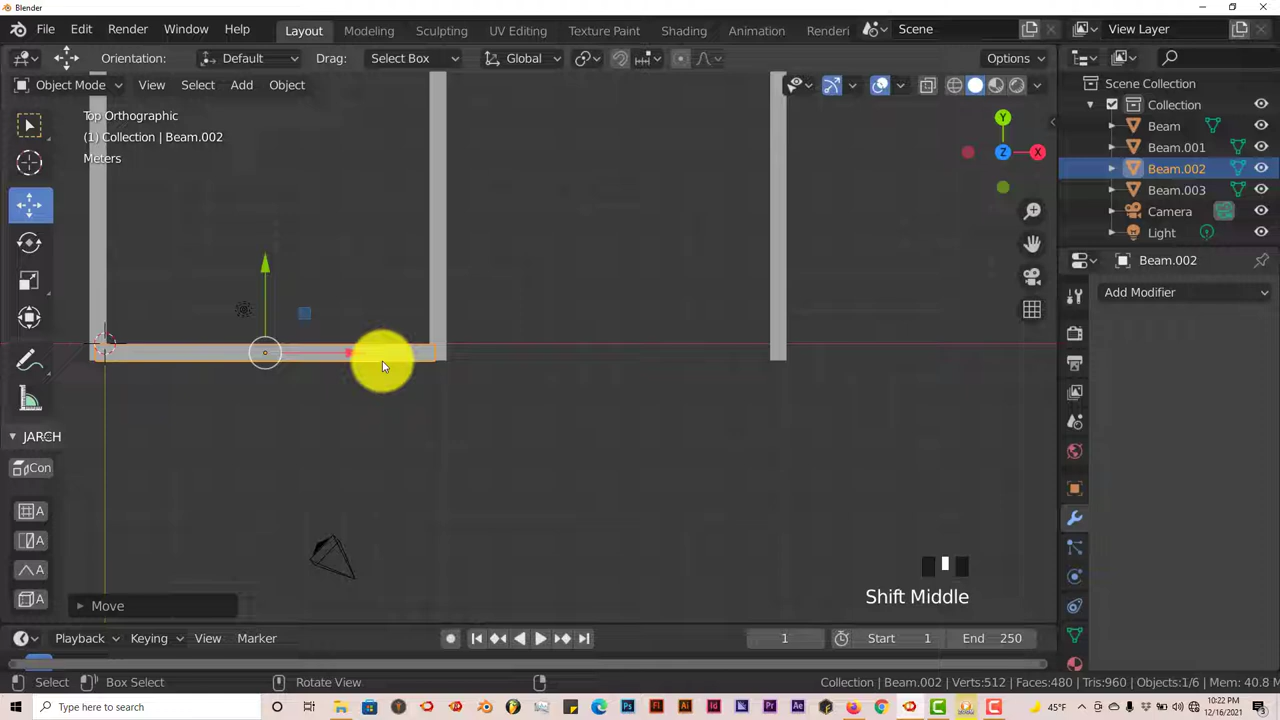 Blender
File Edit Render Window Help Layout Modeling Sculpting UV Editing Texture Paint Shading Animation Renderi Scene View Layer
Orientation: Default Drag: Select Box Global Options
Object Mode View Select Add Object
Scene Collection
Collection
Top Orthographic
(1) Collection | Beam.002
Meters
Y
Z X
Beam
Beam.001
Beam.002
Beam.003
Camera
Light
Beam.002
Add Modifier
JARCH
Con
A
A
A
A
Move
Shift Middle
Playback Keying View Marker 1 Start 1 End 250
Select Box Select Rotate View Collection | Beam.002 | Verts:512 | Faces:480 | Tris:960 | Objects:1/6 | Mem: 40.8 M
Type here to search 45°F 10:22 PM
12/16/2021